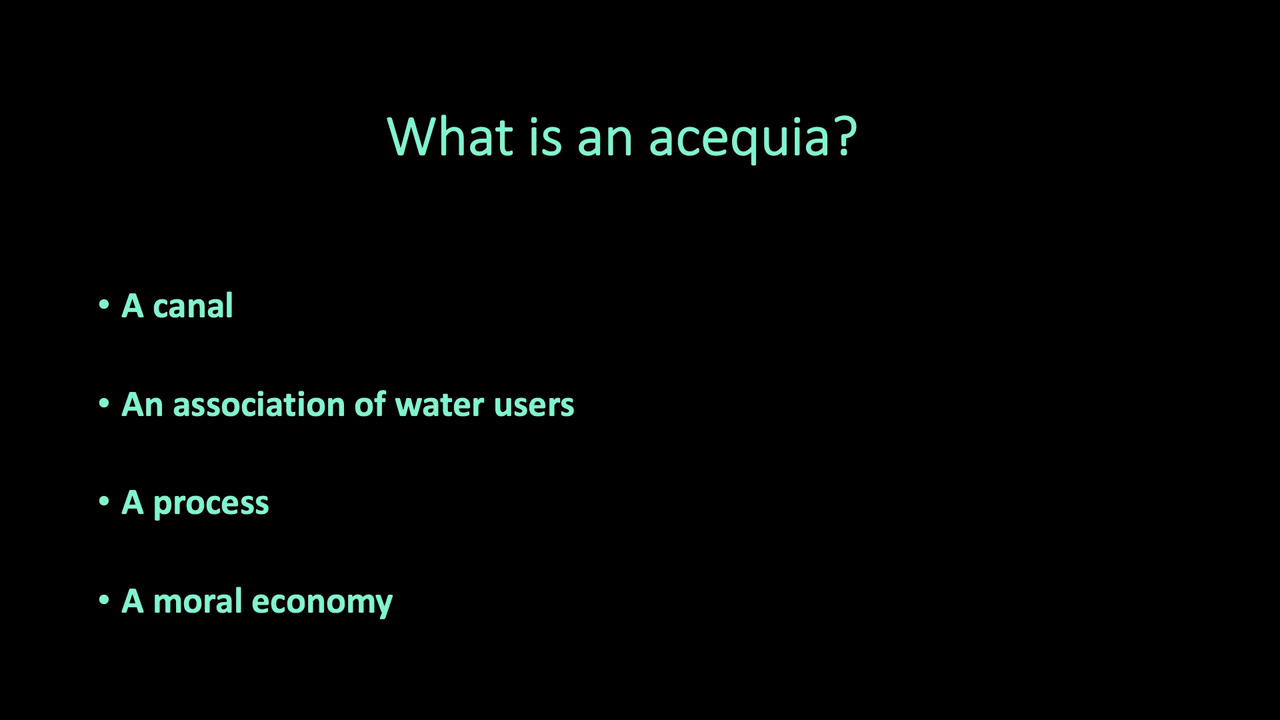 What is an acequia?
• A canal
• An association of water users
• A process
• A moral economy